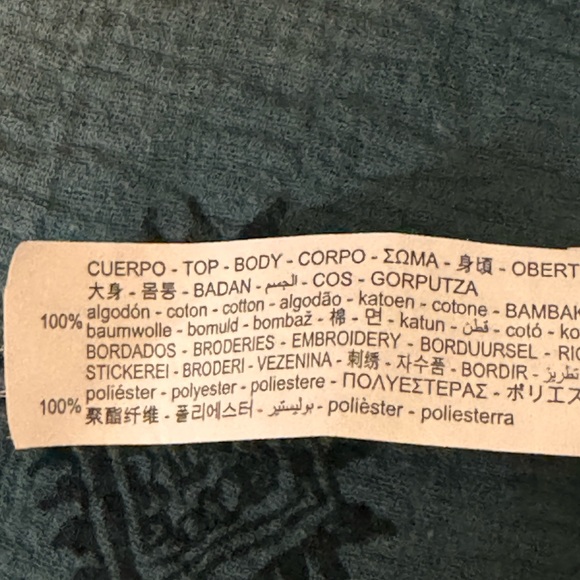 CUERPO - TOP - BODY - CORPO - ΣΩΜΑ - 身頃 - OBERT
大身 - 몸통 - BADAN - الجسم - COS - GORPUTZA
algodón - coton - cotton - algodão - katoen - cotone - BAMBAK
100% baumwolle - bomuld - bombaž - 棉 - 면 - katun - قطن - cotó - ko
BORDADOS - BRODERIES - EMBROIDERY - BORDUURSEL - RIC
STICKEREI - BRODERI - VEZENINA - 刺绣 - 자수품 - BORDIR - تطريز
poliéster - polyester - poliestere - ΠΟΛΥΕΣΤΕΡΑΣ - ポリエス
100% 聚酯纤维 - 폴리에스터 - بوليستير - polièster - poliesterra